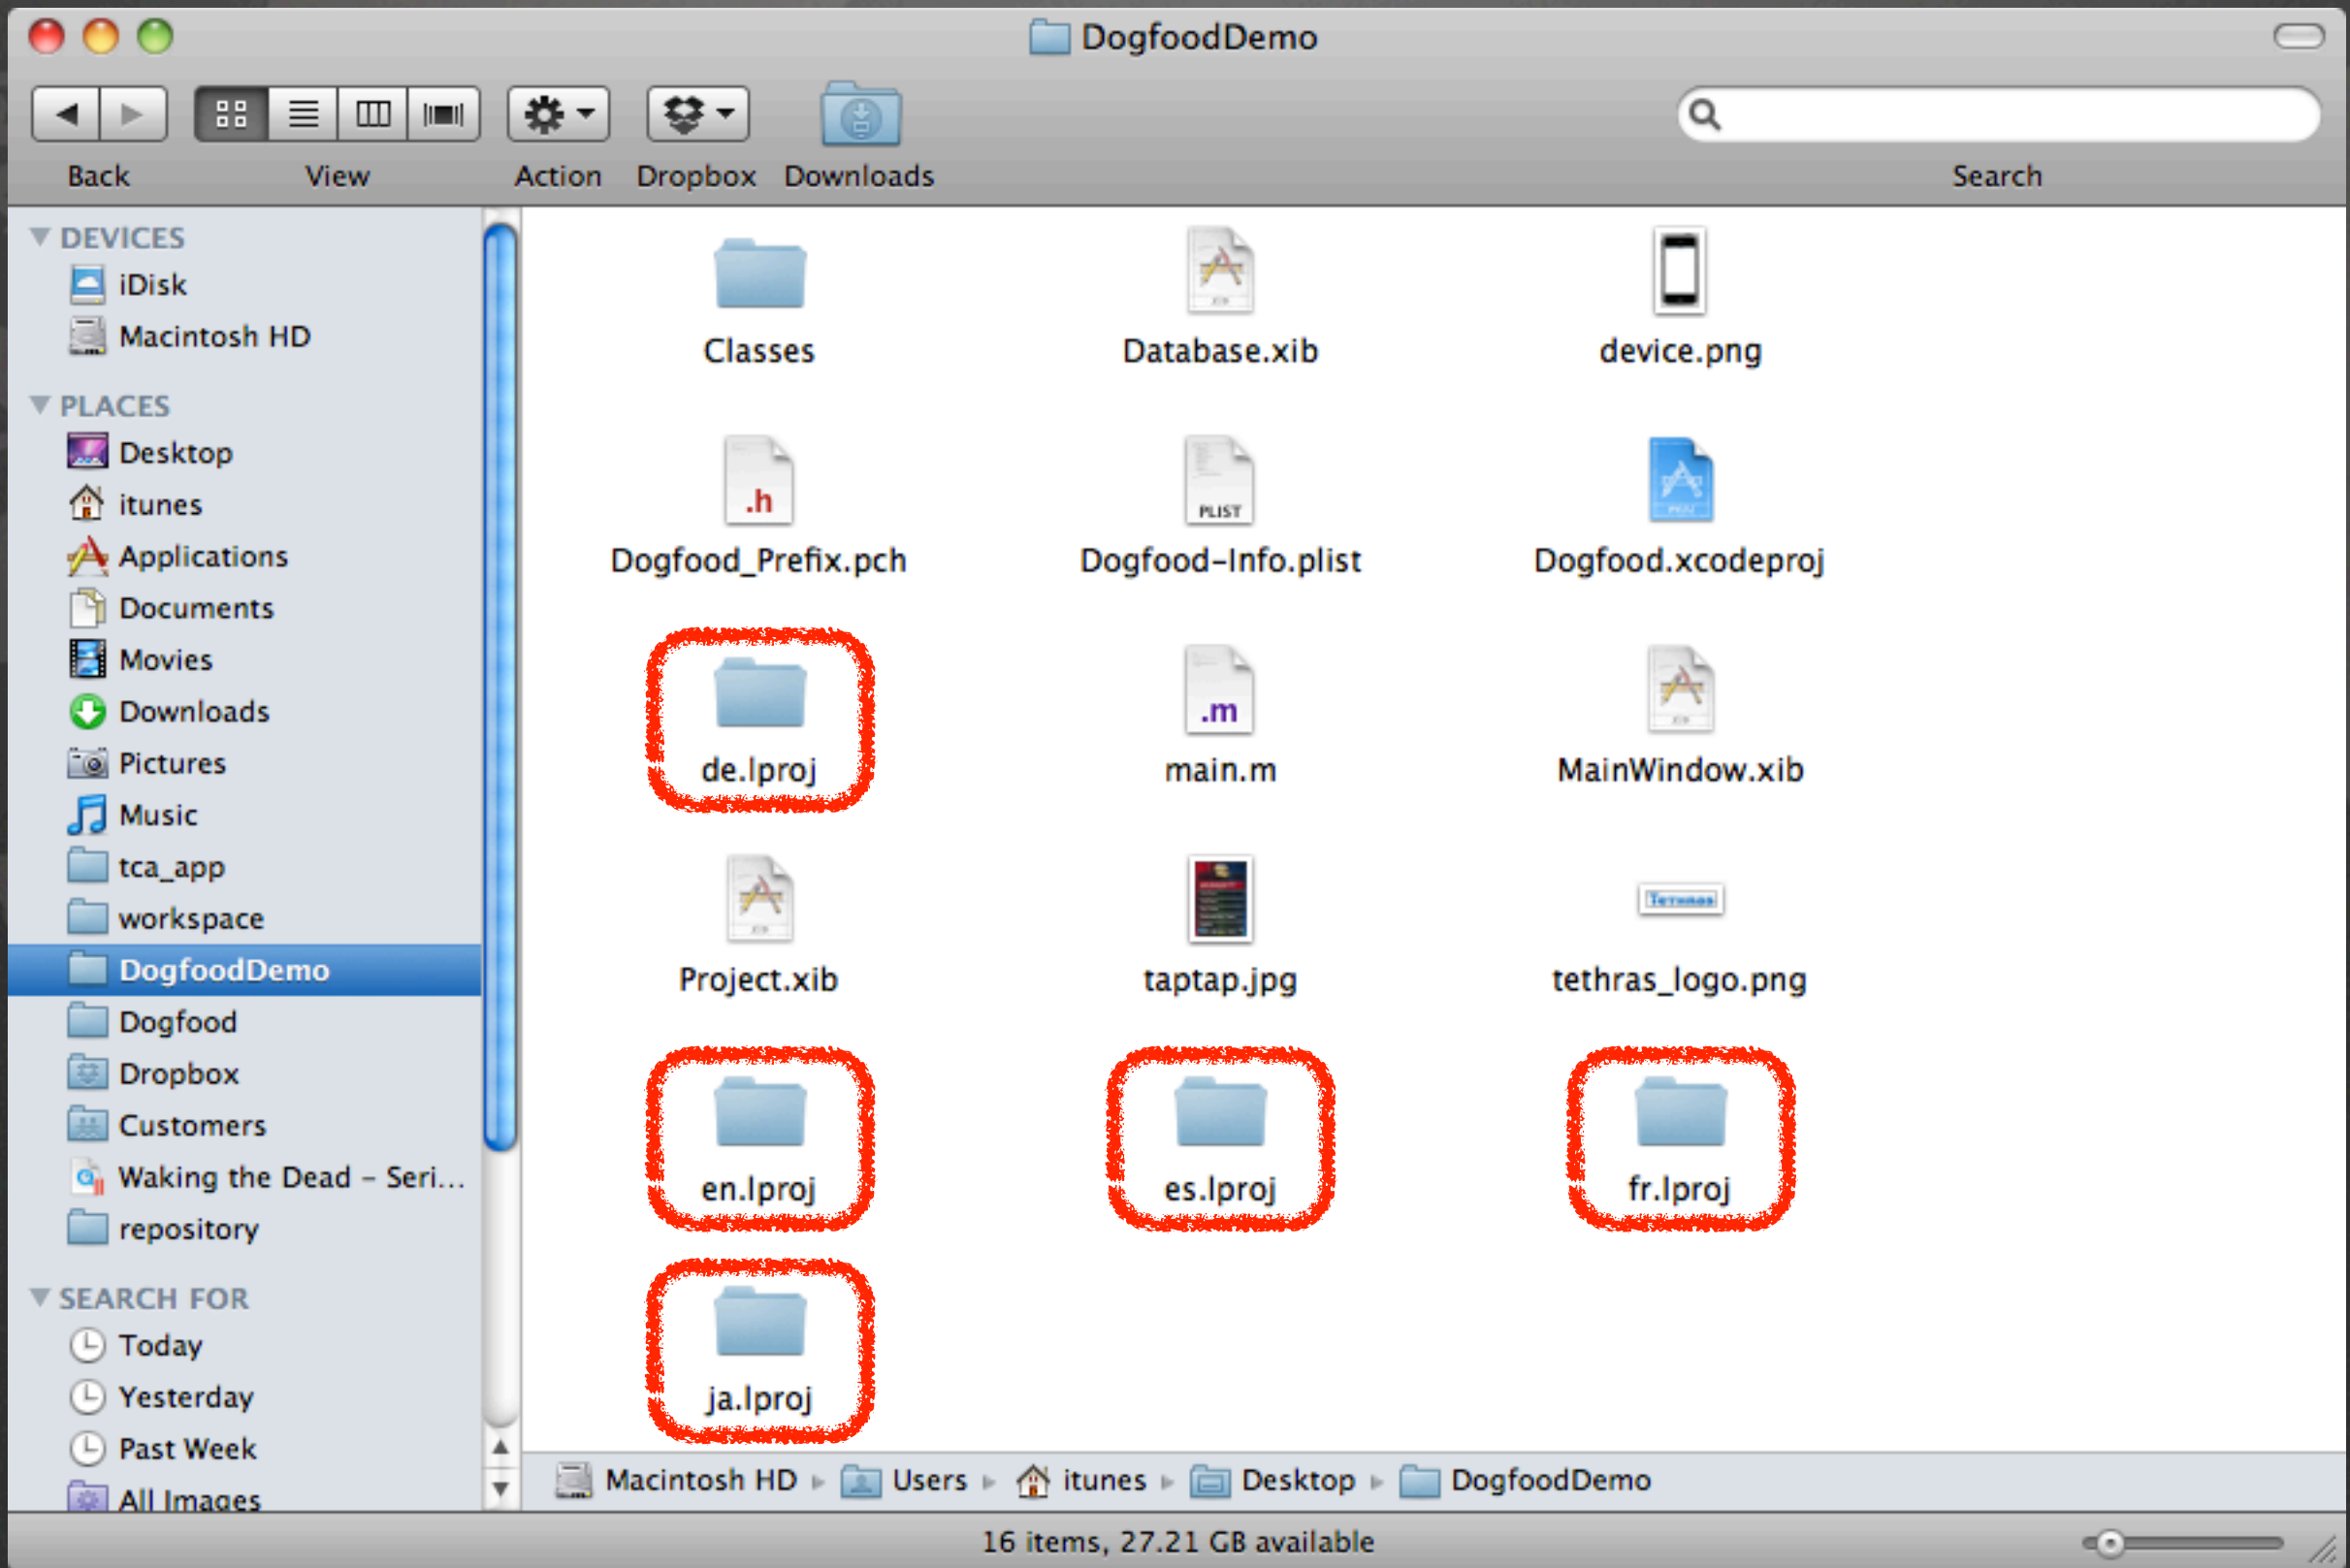 DogfoodDemo
Back
View
Action
Dropbox
Downloads
Search
DEVICES
iDisk
Macintosh HD
PLACES
Desktop
itunes
Applications
Documents
Movies
Downloads
Pictures
Music
tca_app
workspace
DogfoodDemo
Dogfood
Dropbox
Customers
Waking the Dead – Seri...
repository
SEARCH FOR
Today
Yesterday
Past Week
All Images
Classes
Database.xib
device.png
.h
PLIST
Dogfood_Prefix.pch
Dogfood-Info.plist
Dogfood.xcodeproj
.m
de.lproj
main.m
MainWindow.xib
Tethras
Project.xib
taptap.jpg
tethras_logo.png
en.lproj
es.lproj
fr.lproj
ja.lproj
Macintosh HD
Users
itunes
Desktop
DogfoodDemo
16 items, 27.21 GB available